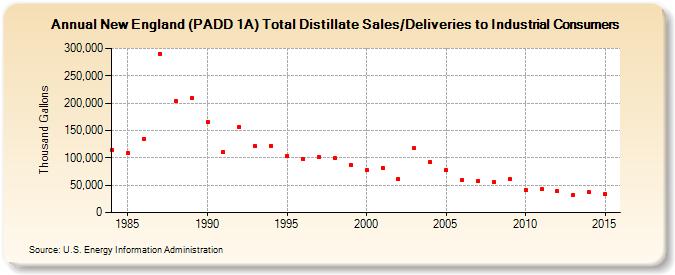 Annual New England (PADD 1A) Total Distillate Sales/Deliveries to Industrial Consumers
Thousand Gallons
300,000
250,000
200,000
150,000
100,000
50,000
0
1985 1990 1995 2000 2005 2010 2015
Source: U.S. Energy Information Administration